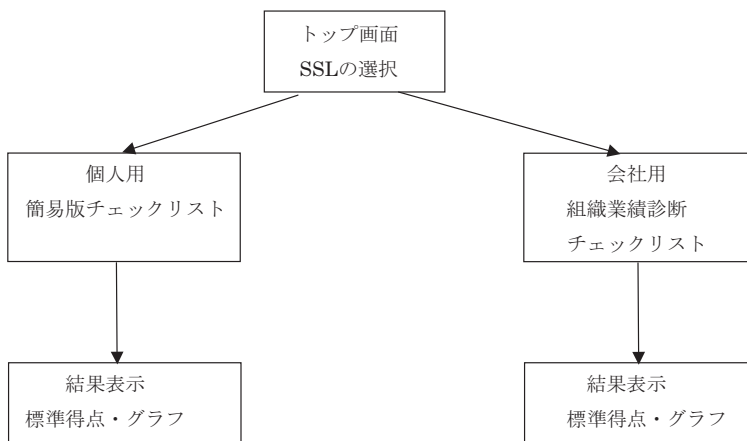 トップ画面
SSLの選択
個人用
簡易版チェックリスト
会社用
組織業績診断
チェックリスト
結果表示
標準得点・グラフ
結果表示
標準得点・グラフ